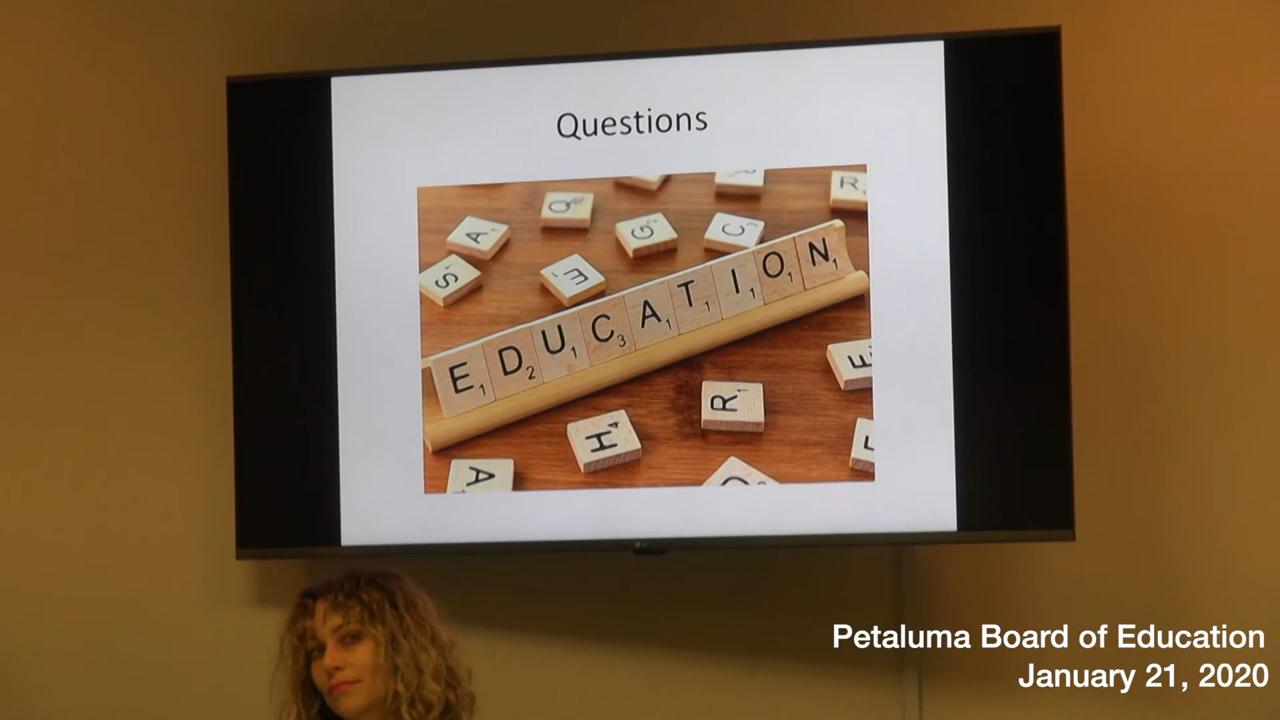 Questions
R
Q
A
G
C
S
E
EDUCATION
E
R
H
A
Petaluma Board of Education
January 21, 2020